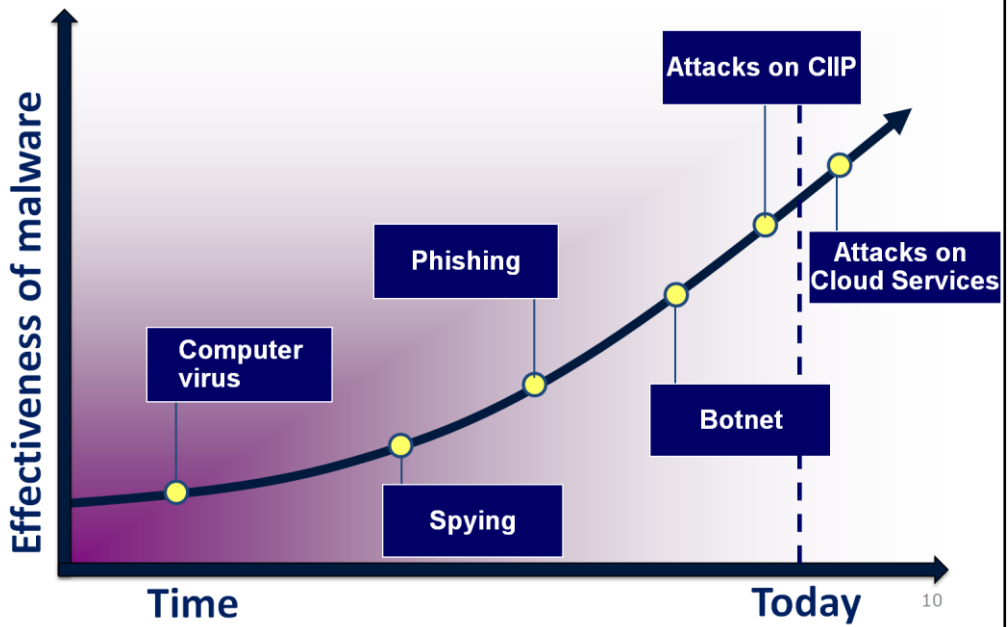 Effectiveness of malware
Attacks on CIIP
Attacks on
Cloud Services
Phishing
Computer
virus
Botnet
Spying
Time
Today
10